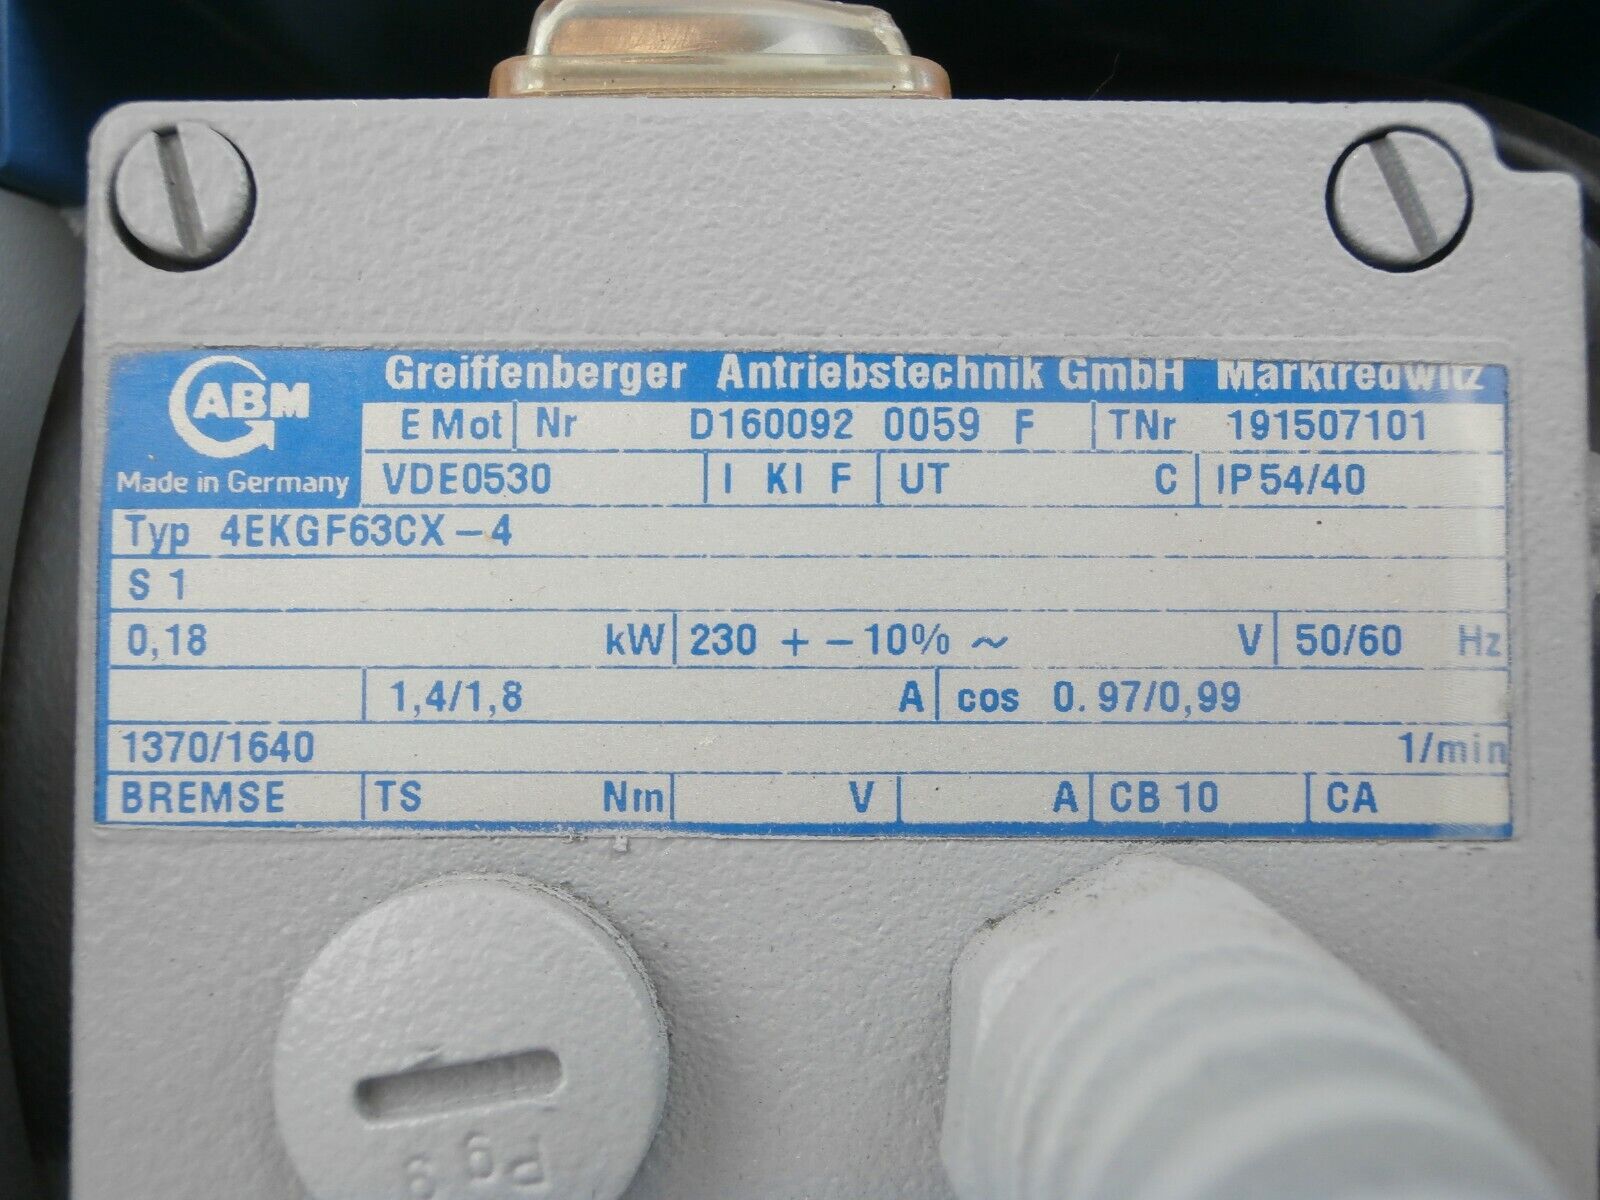 ABM
Made in Germany
Greiffenberger Antriebstechnik GmbH Marktredwitz
E Mot Nr D160092 0059 F TNr 191507101
VDE0530 I KI F UT C IP54/40
Typ 4EKGF63CX-4
S 1
0,18 kW 230 + -10% ~ V 50/60 Hz
1,4/1,8 A cos 0.97/0,99
1370/1640 1/min
BREMSE TS Nm V A CB 10 CA
Pg 9